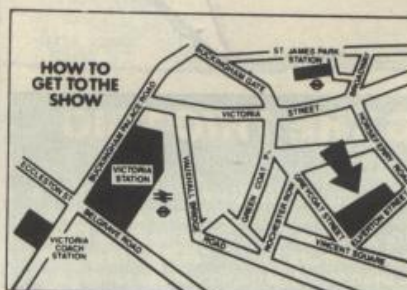 HOW TO
GET TO THE
SHOW
ST. JAMES PARK
STATION
BUCKINGHAM GATE
BROADWAY
BUCKINGHAM PALACE ROAD
VICTORIA STREET
HORSEFERRY ROAD
ECCLESTON ST
VICTORIA
STATION
VAUXHALL BRIDGE
ROAD
GREEN COAT P
ROCHESTER ROW
GREYCOAT STREET
ELVERTON STREET
BELGRAVE ROAD
VINCENT SQUARE
VICTORIA
COACH
STATION